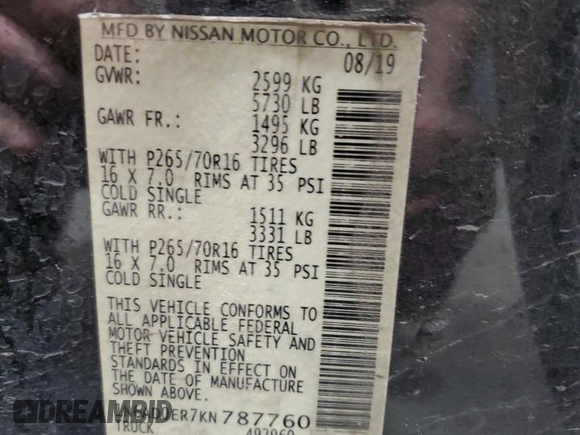 MFD BY NISSAN MOTOR CO., LTD.
DATE: 08/19
GVWR: 2599 KG
5730 LB
GAWR FR.: 1495 KG
3296 LB
WITH P265/70R16 TIRES
16 X 7.0 RIMS AT 35 PSI
COLD SINGLE
GAWR RR.: 1511 KG
3331 LB
WITH P265/70R16 TIRES
16 X 7.0 RIMS AT 35 PSI
COLD SINGLE
THIS VEHICLE CONFORMS TO
ALL APPLICABLE FEDERAL
MOTOR VEHICLE SAFETY AND
THEFT PREVENTION
STANDARDS IN EFFECT ON
THE DATE OF MANUFACTURE
SHOWN ABOVE.
787760
TRUCK
DREAMBID